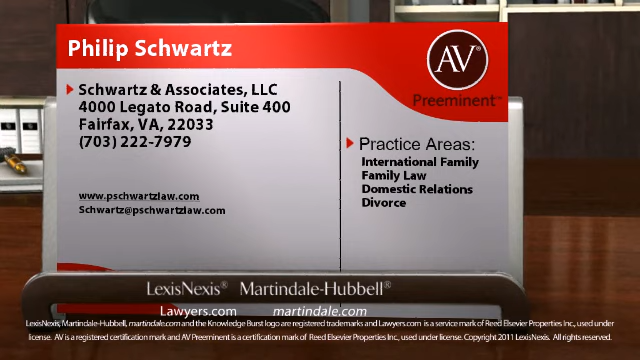 Philip Schwartz
AV®
Preeminent™
Schwartz & Associates, LLC
4000 Legato Road, Suite 400
Fairfax, VA, 22033
(703) 222-7979
www.pschwartzlaw.com
Schwartz@pschwartzlaw.com
Practice Areas:
International Family
Family Law
Domestic Relations
Divorce
LexisNexis® Martindale-Hubbell®
Lawyers.com martindale.com
LexisNexis, Martindale-Hubbell, martindale.com and the Knowledge Burst logo are registered trademarks and Lawyers.com is a service mark of Reed Elsevier Properties Inc., used under
license. AV is a registered certification mark and AV Preeminent is a certification mark of Reed Elsevier Properties Inc., used under license. Copyright 2011 LexisNexis. All rights reserved.